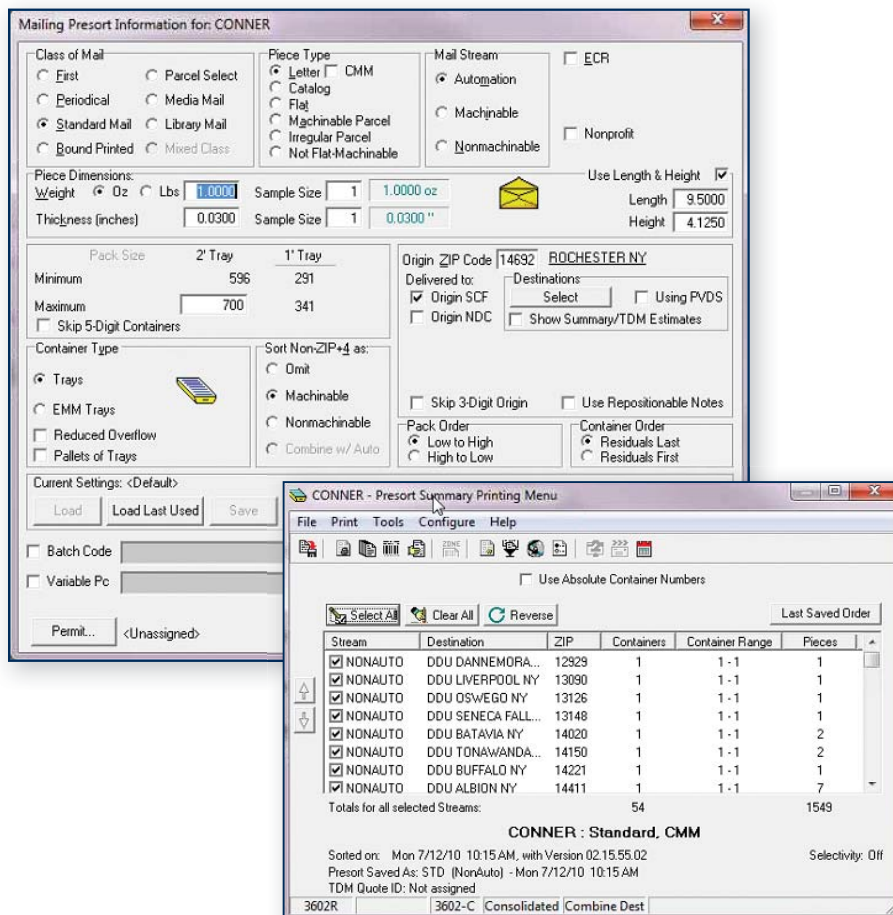 Mailing Presort Information for: CONNER
Class of Mail
First Parcel Select
Periodical Media Mail
Standard Mail Library Mail
Bound Printed Mixed Class
Piece Type
Letter CMM
Catalog
Flat
Machinable Parcel
Irregular Parcel
Not Flat-Machinable
Mail Stream
Automation
Machinable
Nonmachinable
ECR
Nonprofit
Piece Dimensions:
Weight Oz Lbs 1.0000 Sample Size 1 1.0000 oz
Thickness (inches) 0.0300 Sample Size 1 0.0300 "
Use Length & Height
Length 9.5000
Height 4.1250
Pack Size 2' Tray 1' Tray
Minimum 596 291
Maximum 700 341
Skip 5-Digit Containers
Origin ZIP Code 14692 ROCHESTER NY
Delivered to:
Origin SCF
Origin NDC
Destinations
Select Using PVDS
Show Summary/TDM Estimates
Skip 3-Digit Origin Use Repositionable Notes
Container Type
Trays
EMM Trays
Reduced Overflow
Pallets of Trays
Sort Non-ZIP+4 as:
Omit
Machinable
Nonmachinable
Combine w/ Auto
Pack Order
Low to High
High to Low
Container Order
Residuals Last
Residuals First
Current Settings: <Default>
Load Load Last Used Save
Batch Code
Variable Pc
Permit... <Unassigned>
CONNER - Presort Summary Printing Menu
File Print Tools Configure Help
ZONE
Use Absolute Container Numbers
Select All Clear All Reverse Last Saved Order
Stream Destination ZIP Containers Container Range Pieces
NONAUTO DDU DANNEMORA... 12929 1 1 - 1 1
NONAUTO DDU LIVERPOOL NY 13090 1 1 - 1 1
NONAUTO DDU OSWEGO NY 13126 1 1 - 1 1
NONAUTO DDU SENECA FALL... 13148 1 1 - 1 1
NONAUTO DDU BATAVIA NY 14020 1 1 - 1 2
NONAUTO DDU TONAWANDA... 14150 1 1 - 1 2
NONAUTO DDU BUFFALO NY 14221 1 1 - 1 1
NONAUTO DDU ALBION NY 14411 1 1 - 1 7
Totals for all selected Streams: 54 1549
CONNER : Standard, CMM
Sorted on: Mon 7/12/10 10:15 AM, with Version 02.15.55.02 Selectivity: Off
Presort Saved As: STD (NonAuto) - Mon 7/12/10 10:15 AM
TDM Quote ID: Not assigned
3602R 3602-C Consolidated Combine Dest